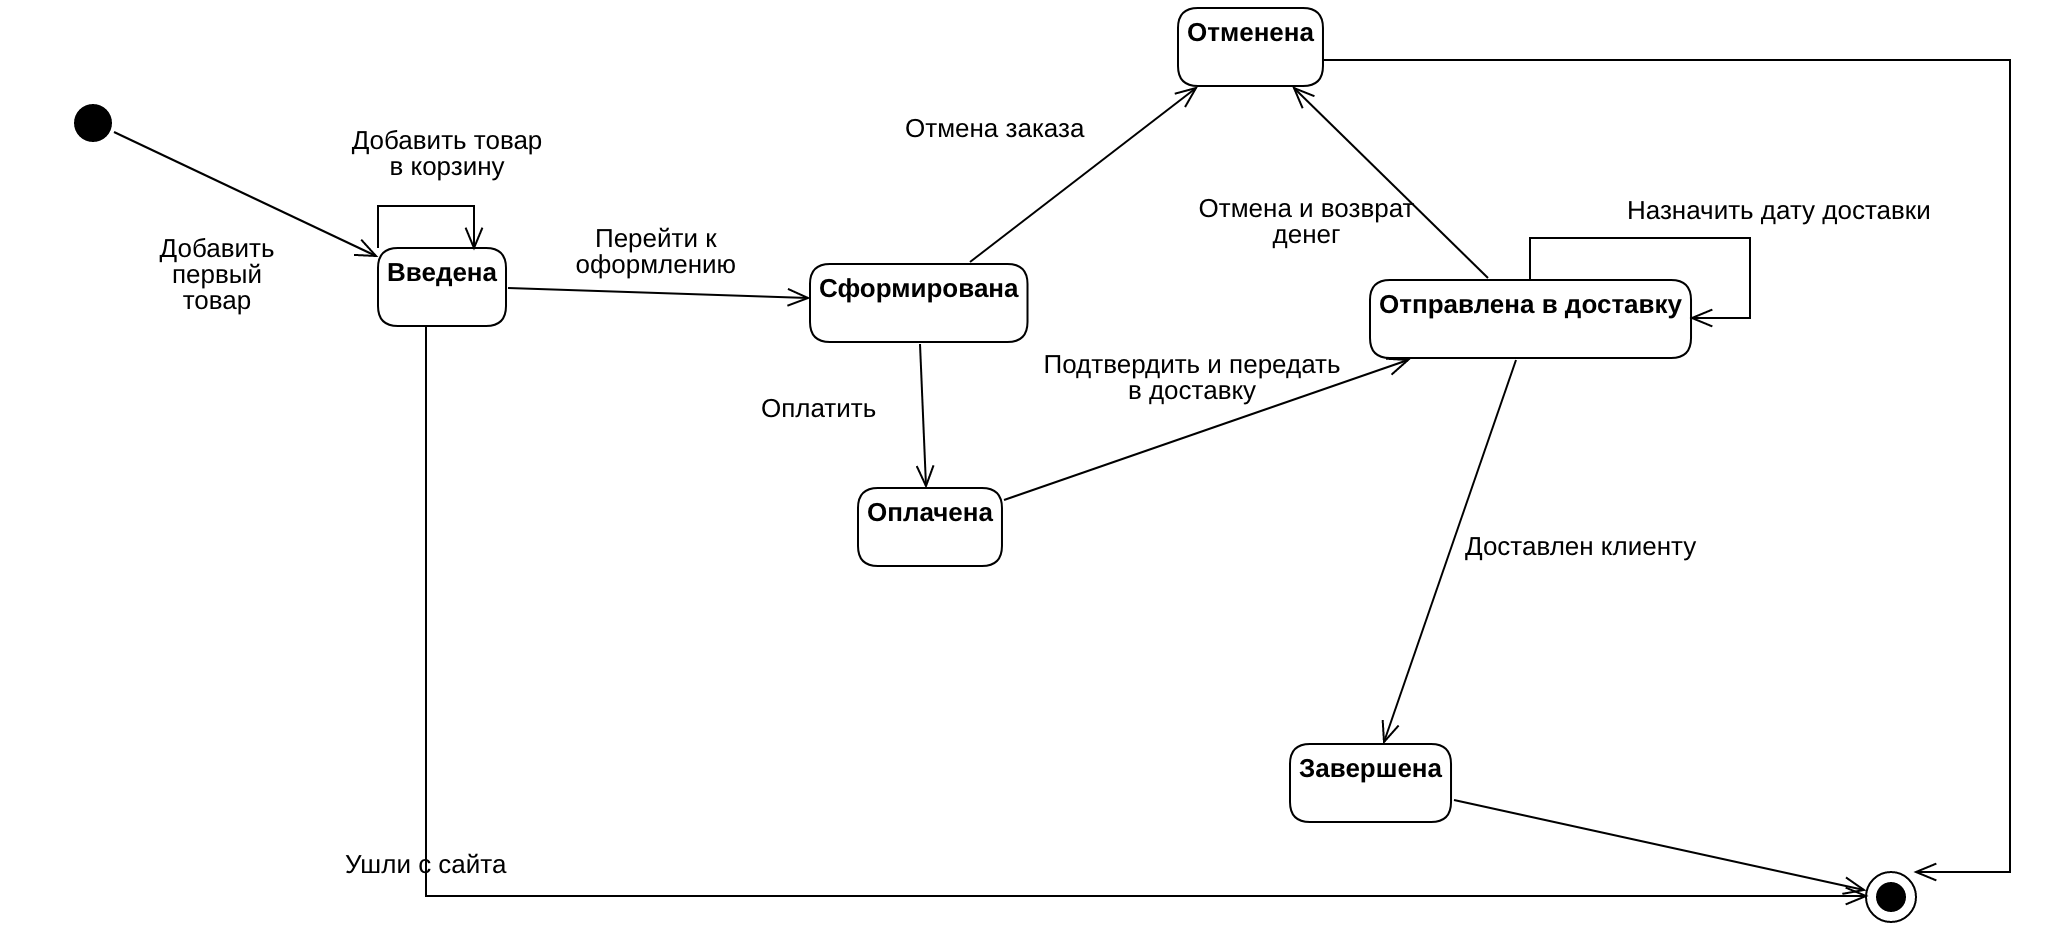 Отменена
Отмена заказа
Добавить товар
в корзину
Отмена и возврат
денег
Назначить дату доставки
Перейти к
оформлению
Добавить
первый
товар
Введена
Сформирована
Отправлена в доставку
Подтвердить и передать
в доставку
Оплатить
Оплачена
Доставлен клиенту
Завершена
Ушли с сайта